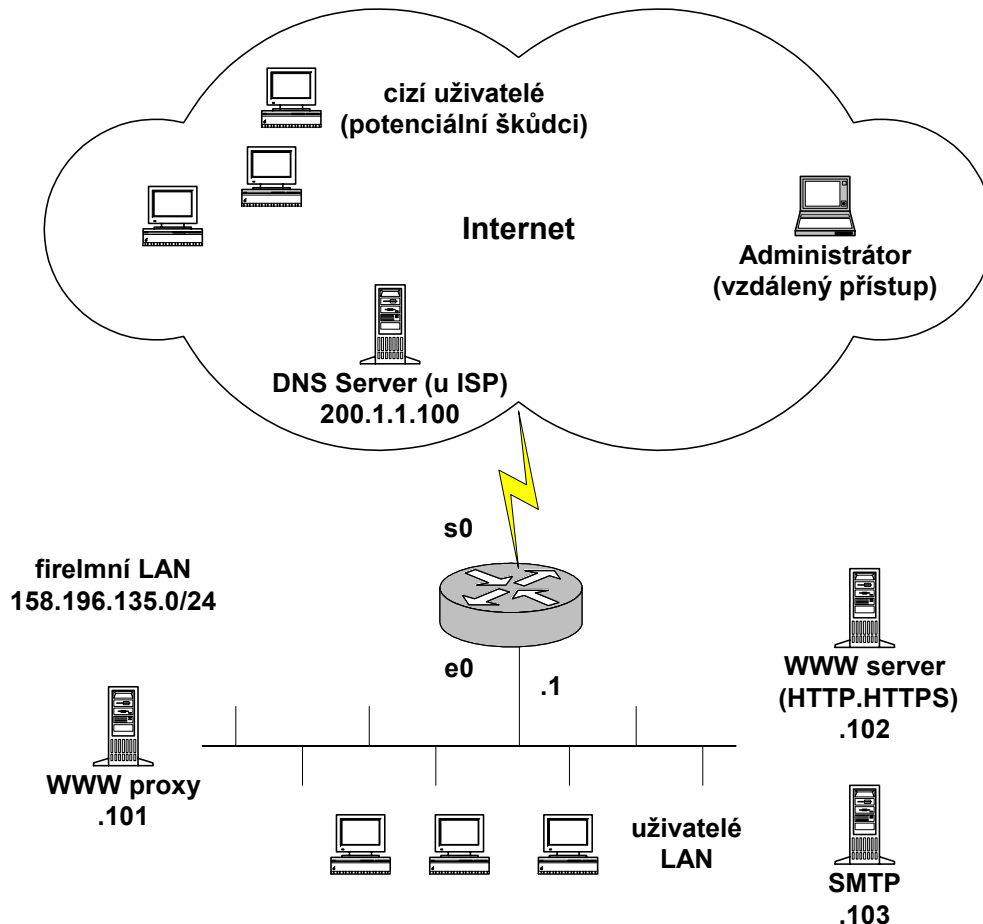 cizí uživatelé
(potenciální škůdci)
Internet
Administrátor
(vzdálený přístup)
DNS Server (u ISP)
200.1.1.100
s0
firelmní LAN
158.196.135.0/24
e0
.1
WWW server
(HTTP.HTTPS)
.102
WWW proxy
.101
uživatelé
LAN
SMTP
.103